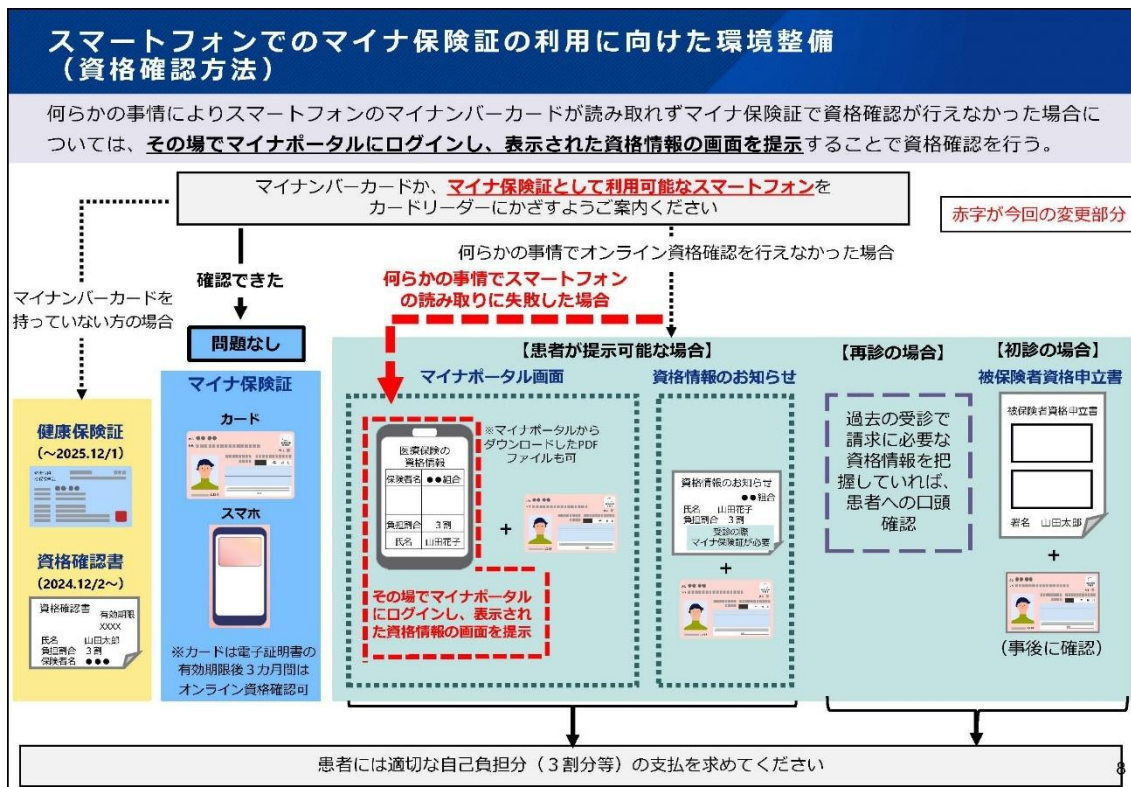 スマートフォンでのマイナ保険証の利用に向けた環境整備
（資格確認方法）
何らかの事情によりスマートフォンのマイナンバーカードが読み取れずマイナ保険証で資格確認が行えなかった場合に
ついては、その場でマイナポータルにログインし、表示された資格情報の画面を提示することで資格確認を行う。
マイナンバーカードか、マイナ保険証として利用可能なスマートフォンを
カードリーダーにかざすようご案内ください
赤字が今回の変更部分
何らかの事情でオンライン資格確認を行えなかった場合
確認できた
何らかの事情でスマートフォン
の読み取りに失敗した場合
マイナンバーカードを
持っていない方の場合
問題なし
【患者が提示可能な場合】
【再診の場合】
【初診の場合】
マイナ保険証
マイナポータル画面
資格情報のお知らせ
被保険者資格申立書
健康保険証
（～2025.12/1）
資格確認書
（2024.12/2～）
資格確認書
有効期限
XXXX
氏名 山田太郎
負担割合 3割
保険者名 ●●●
カード
スマホ
※カードは電子証明書の
有効期限後３カ月間は
オンライン資格確認可
医療保険の
資格情報
保険者名 ●●組合
負担割合 3割
氏名 山田花子
※マイナポータルから
ダウンロードしたPDF
ファイルも可
+
その場でマイナポータル
にログインし、表示され
た資格情報の画面を提示
資格情報のお知らせ
●●組合
氏名 山田花子
負担割合 3割
受診の際
マイナ保険証が必要
+
過去の受診で
請求に必要な
資格情報を把
握していれば、
患者への口頭
確認
被保険者資格申立書
署名 山田太郎
+
（事後に確認）
患者には適切な自己負担分（３割分等）の支払を求めてください
8